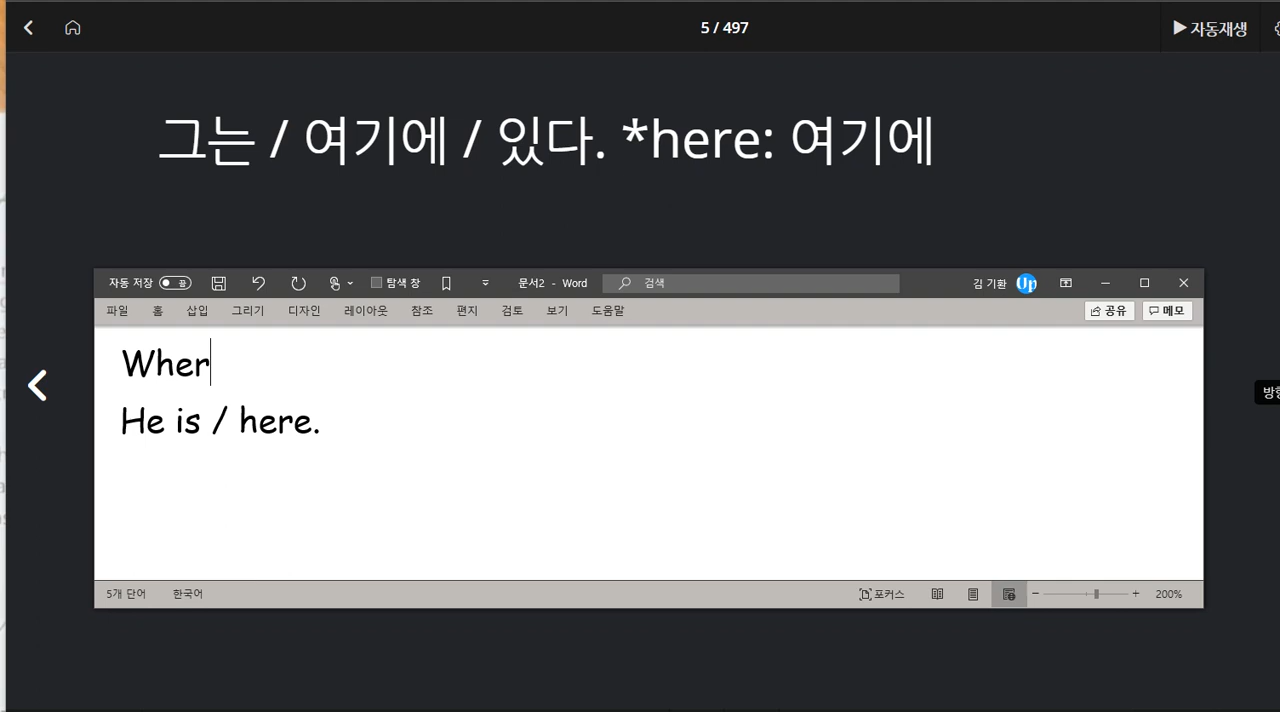 5 / 497
▶ 자동재생
그는 / 여기에 / 있다. *here: 여기에
자동 저장 끔 탐색 창 문서2 - Word 검색 김 기환 Up
파일 홈 삽입 그리기 디자인 레이아웃 참조 편지 검토 보기 도움말 공유 메모
Wher
He is / here.
방향
5개 단어 한국어 포커스 200%